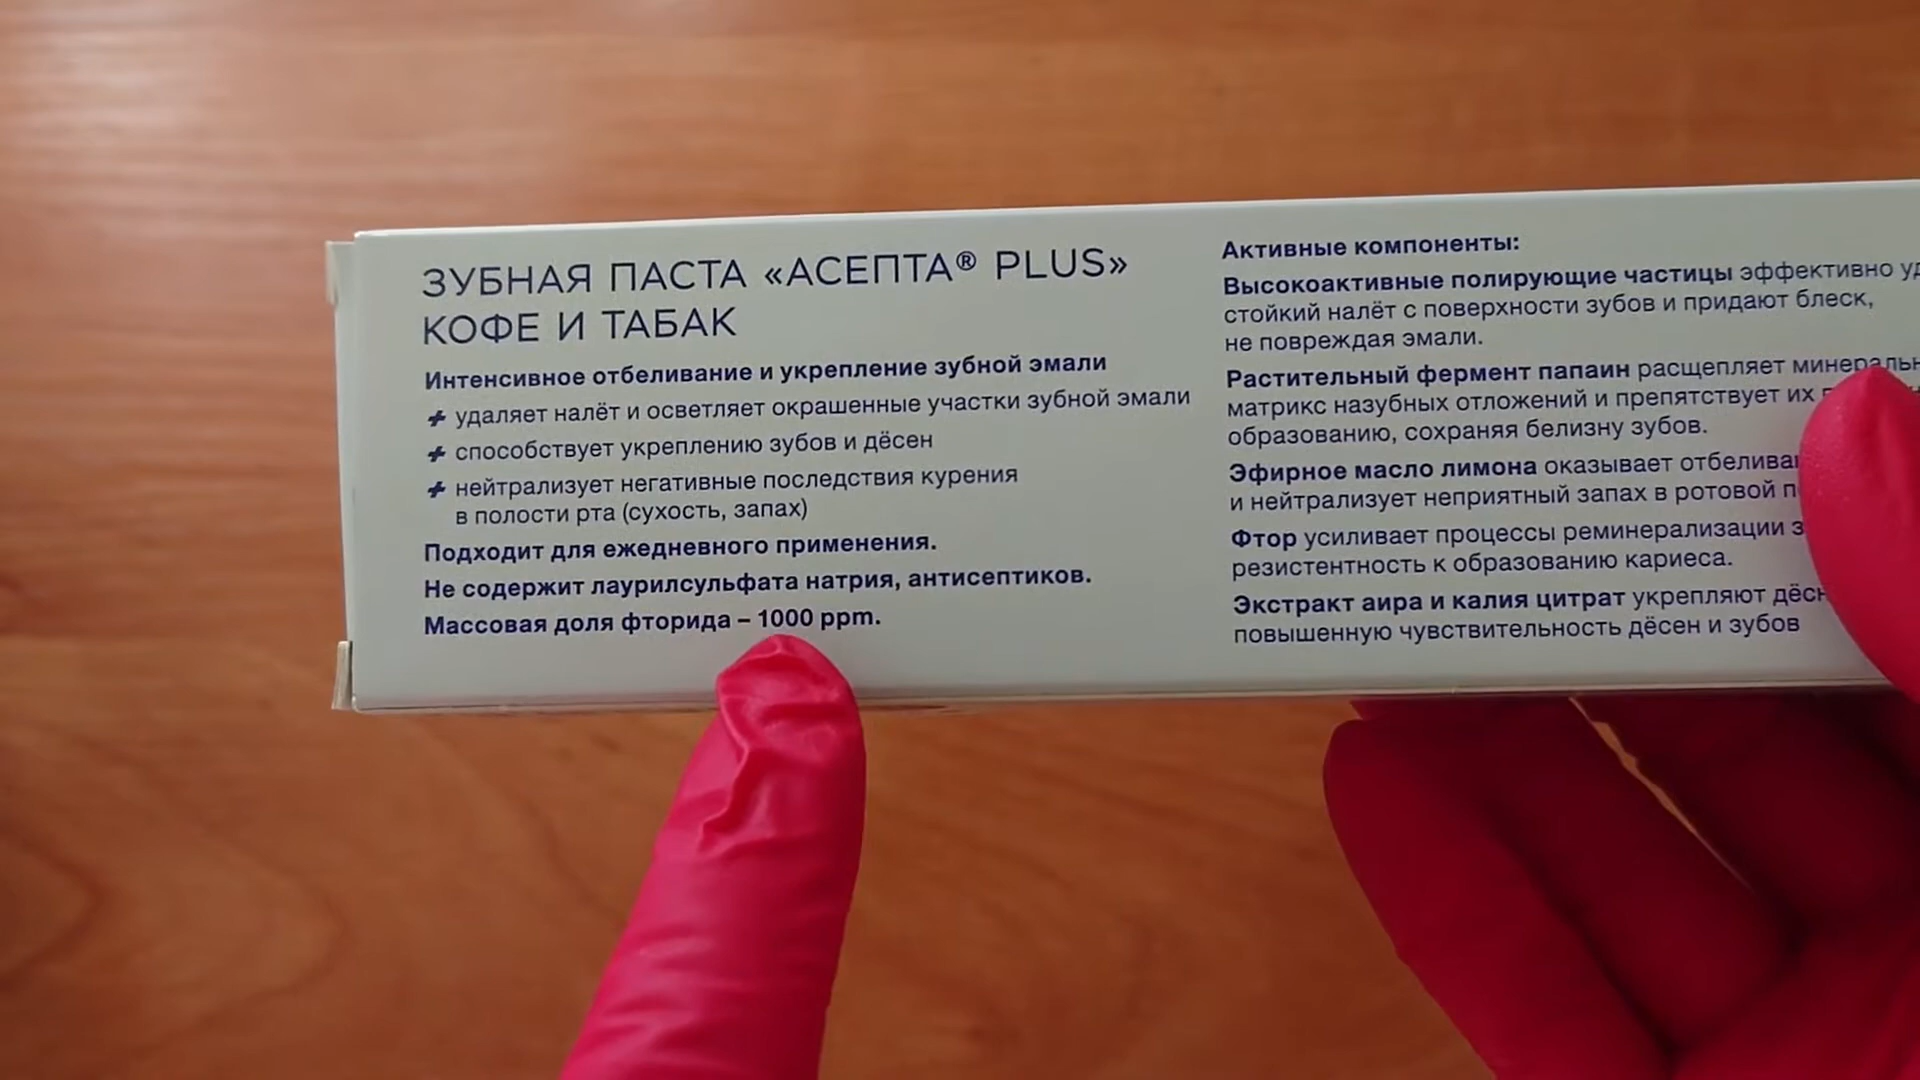 ЗУБНАЯ ПАСТА «АСЕПТА® PLUS»
КОФЕ И ТАБАК
Интенсивное отбеливание и укрепление зубной эмали
удаляет налёт и осветляет окрашенные участки зубной эмали
способствует укреплению зубов и дёсен
нейтрализует негативные последствия курения
в полости рта (сухость, запах)
Подходит для ежедневного применения.
Не содержит лаурилсульфата натрия, антисептиков.
Массовая доля фторида – 1000 ppm.
Активные компоненты:
Высокоактивные полирующие частицы эффективно
стойкий налёт с поверхности зубов и придают блеск,
не повреждая эмали.
Растительный фермент папаин расщепляет
матрикс назубных отложений и препятствует их
образованию, сохраняя белизну зубов.
Эфирное масло лимона оказывает
и нейтрализует неприятный запах в ротовой
Фтор усиливает процессы реминерализации
резистентность к образованию кариеса.
Экстракт аира и калия цитрат укрепляют
повышенную чувствительность дёсен и зубов